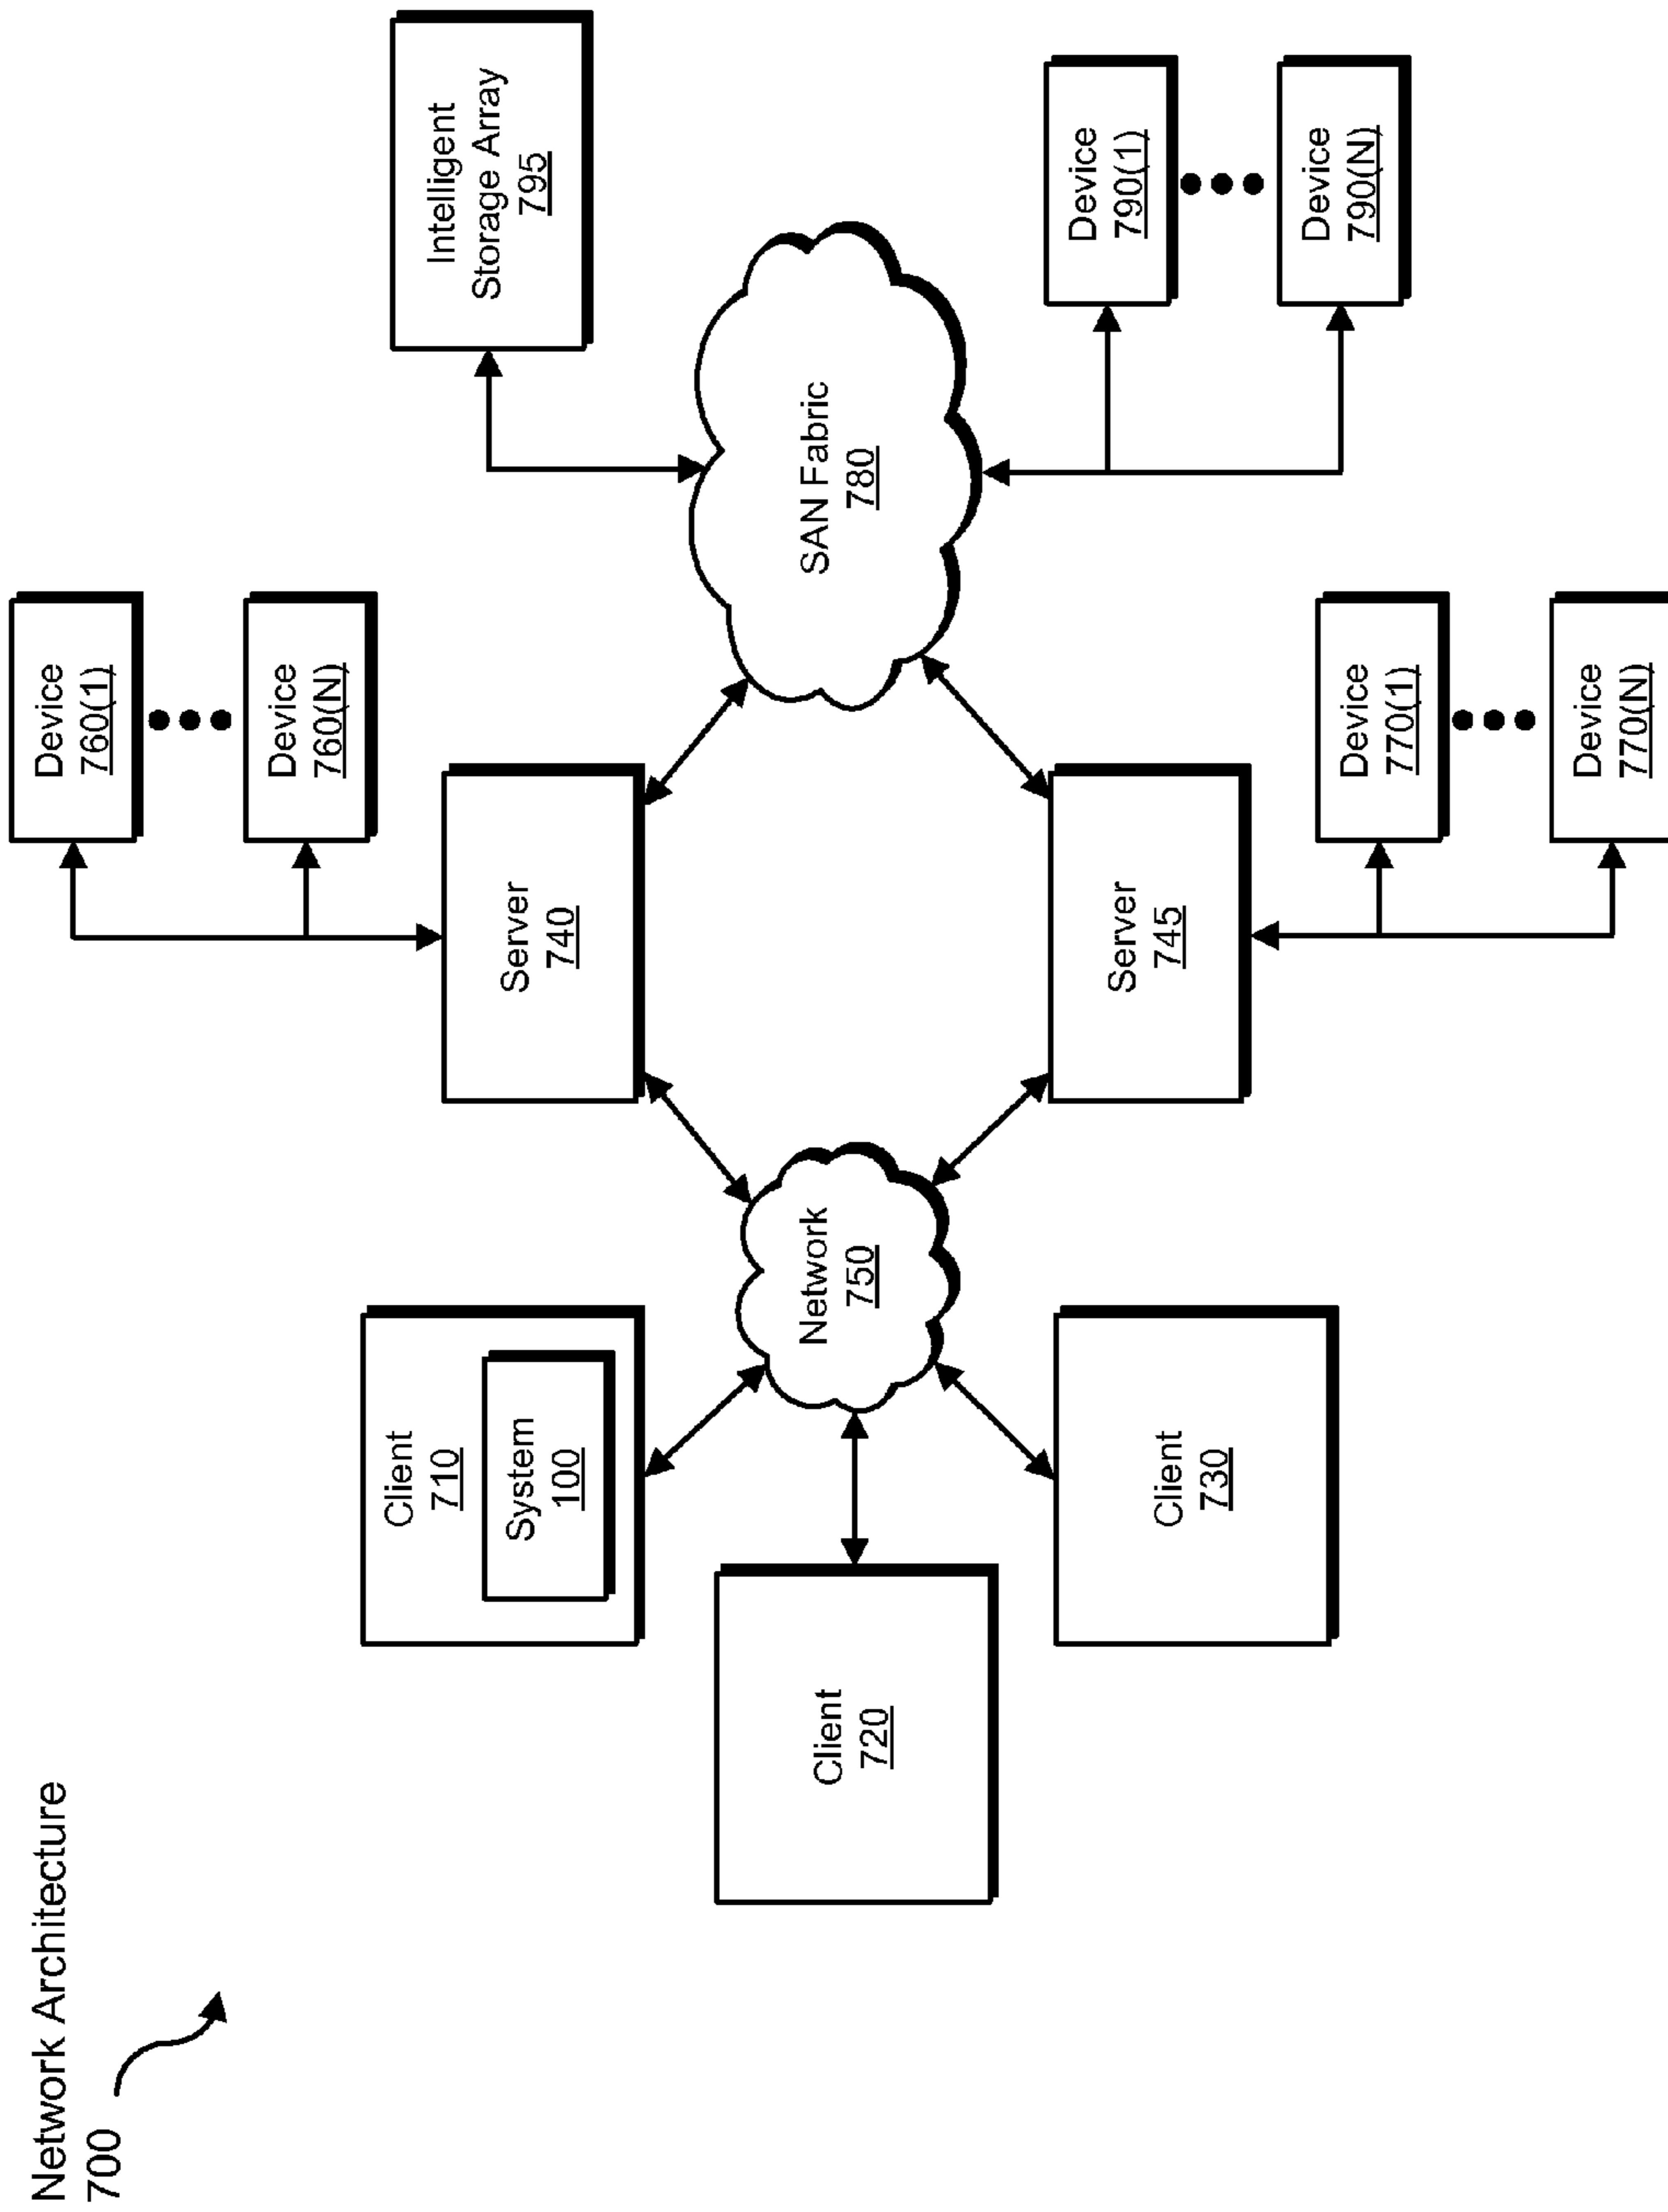 Network Architecture
700
Device
760(1)
Device
760(N)
Intelligent
Storage Array
795
Client
710
System
100
Server
740
Client
720
Network
750
SAN Fabric
780
Client
730
Server
745
Device
790(1)
Device
790(N)
Device
770(1)
Device
770(N)